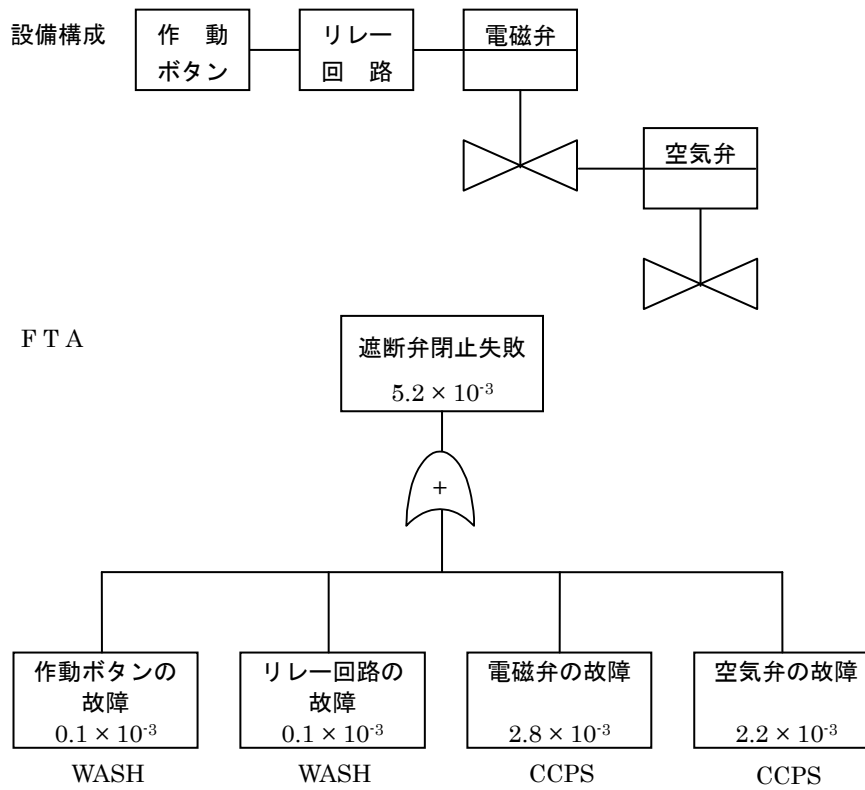 設備構成
作 動
ボタン
リレー
回 路
電磁弁
空気弁
F T A
遮断弁閉止失敗
5.2 × 10⁻³
+
作動ボタンの
故障
0.1 × 10⁻³
リレー回路の
故障
0.1 × 10⁻³
電磁弁の故障
2.8 × 10⁻³
空気弁の故障
2.2 × 10⁻³
WASH
WASH
CCPS
CCPS